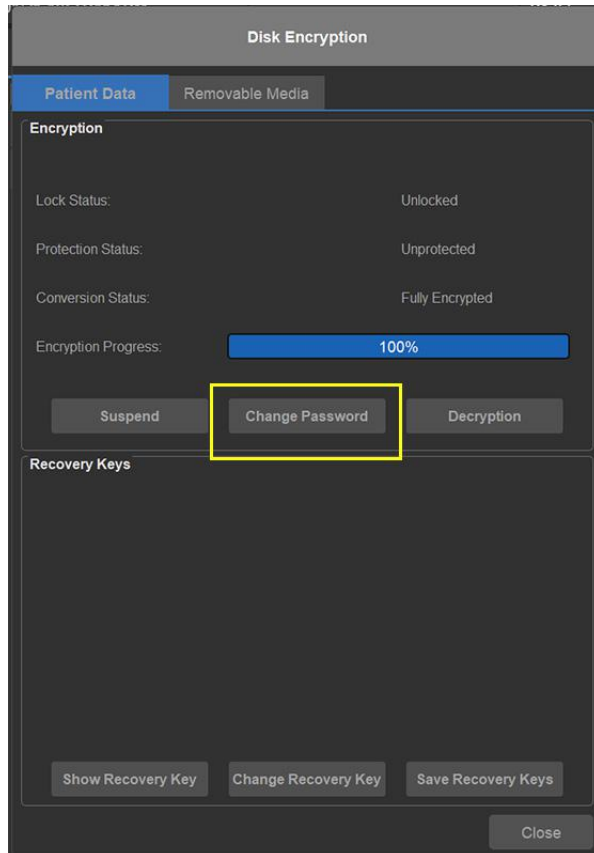 Disk Encryption
Patient Data Removable Media
Encryption
Lock Status: Unlocked
Protection Status: Unprotected
Conversion Status: Fully Encrypted
Encryption Progress: 100%
Suspend Change Password Decryption
Recovery Keys
Show Recovery Key Change Recovery Key Save Recovery Keys
Close